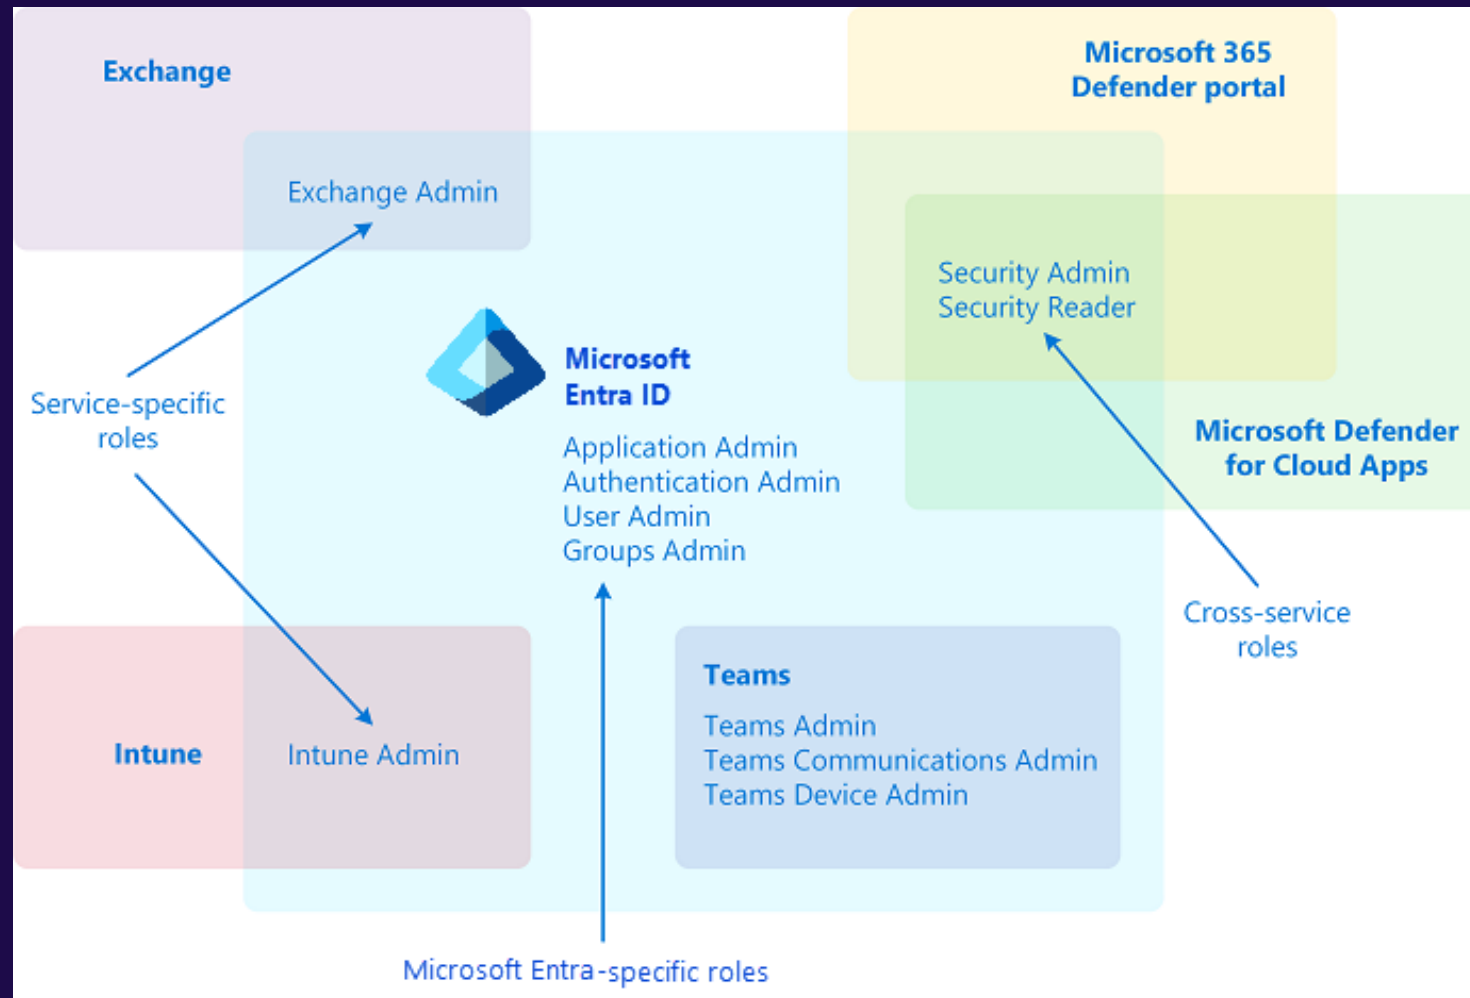 Exchange
Microsoft 365
Defender portal
Exchange Admin
Security Admin
Security Reader
Microsoft
Entra ID
Service-specific
roles
Application Admin
Authentication Admin
User Admin
Groups Admin
Microsoft Defender
for Cloud Apps
Cross-service
roles
Intune
Intune Admin
Teams
Teams Admin
Teams Communications Admin
Teams Device Admin
Microsoft Entra-specific roles